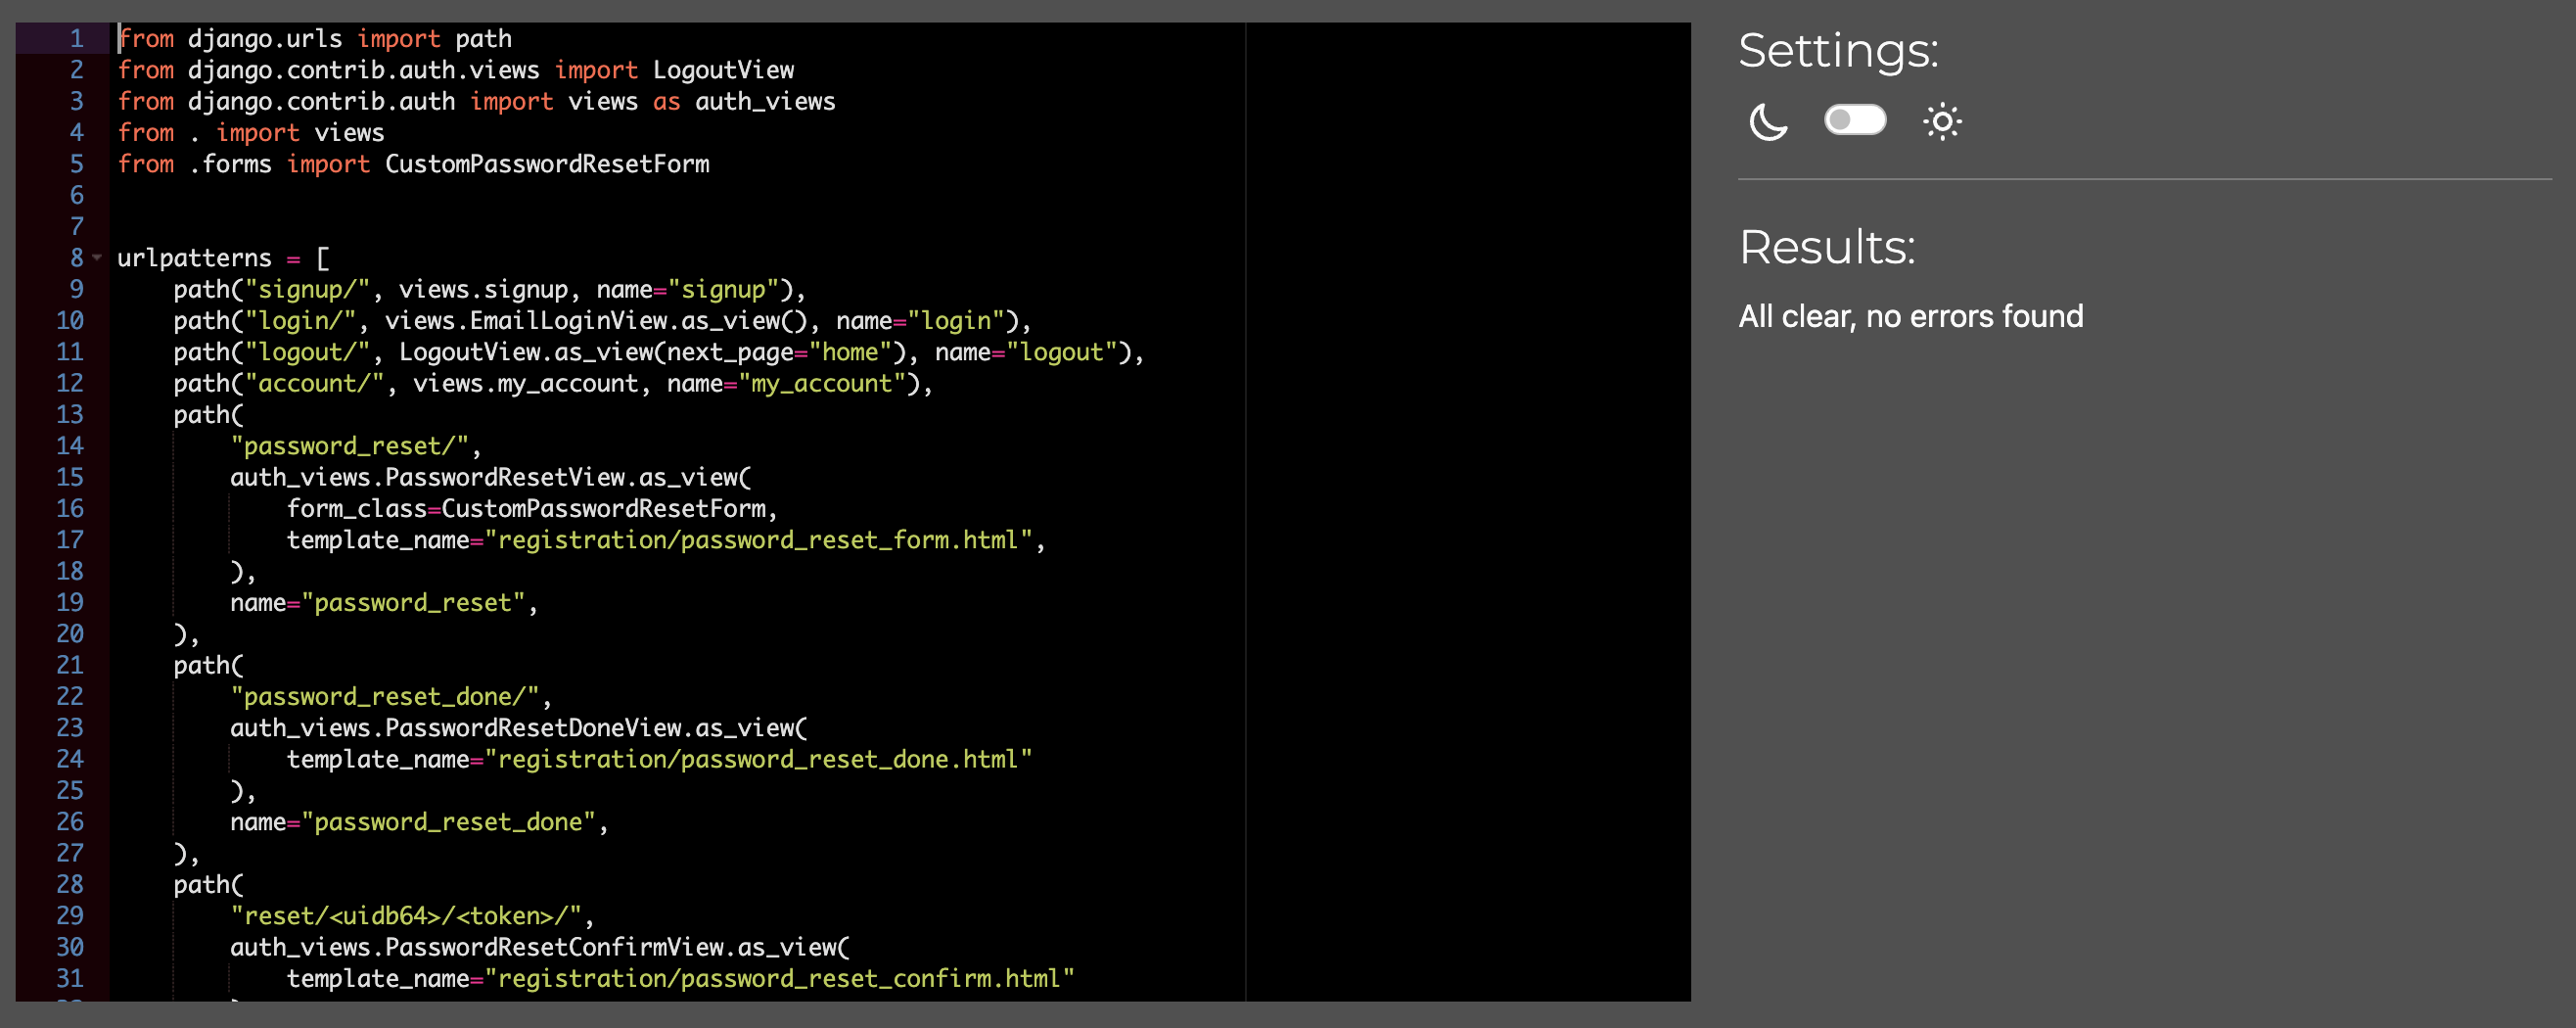 1 from django.urls import path
2 from django.contrib.auth.views import LogoutView
3 from django.contrib.auth import views as auth_views
4 from . import views
5 from .forms import CustomPasswordResetForm
6
7
8 urlpatterns = [
9     path("signup/", views.signup, name="signup"),
10     path("login/", views.EmailLoginView.as_view(), name="login"),
11     path("logout/", LogoutView.as_view(next_page="home"), name="logout"),
12     path("account/", views.my_account, name="my_account"),
13     path(
14         "password_reset/",
15         auth_views.PasswordResetView.as_view(
16             form_class=CustomPasswordResetForm,
17             template_name="registration/password_reset_form.html",
18         ),
19         name="password_reset",
20     ),
21     path(
22         "password_reset_done/",
23         auth_views.PasswordResetDoneView.as_view(
24             template_name="registration/password_reset_done.html"
25         ),
26         name="password_reset_done",
27     ),
28     path(
29         "reset/<uidb64>/<token>/",
30         auth_views.PasswordResetConfirmView.as_view(
31             template_name="registration/password_reset_confirm.html"
Settings:
Results:
All clear, no errors found